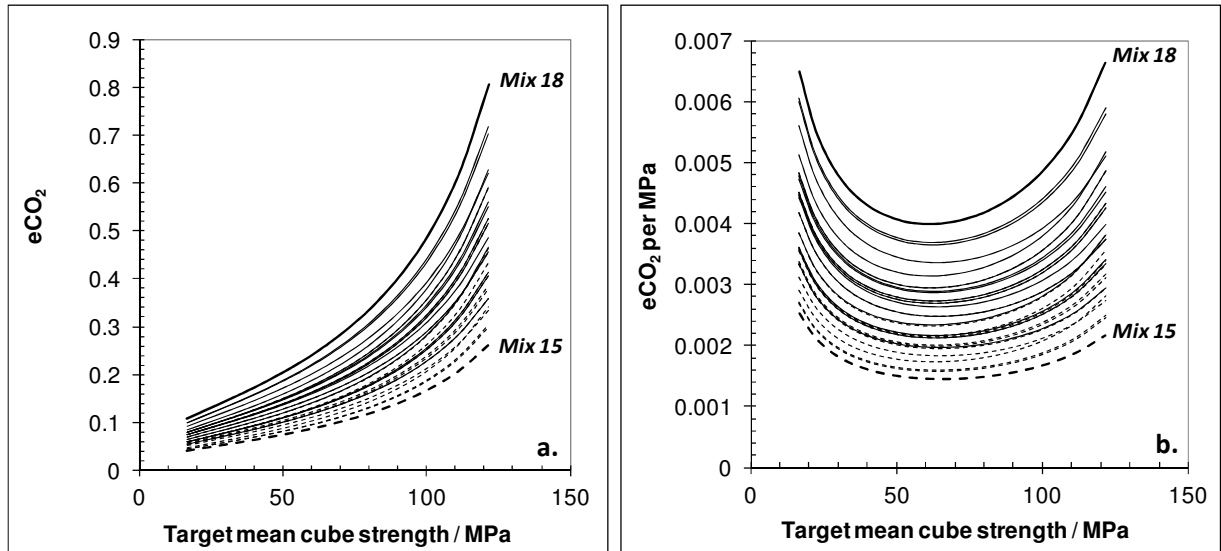 0.9
0.8
0.7
0.6
0.5
0.4
0.3
0.2
0.1
0
eCO₂
Mix 18
Mix 15
a.
0 50 100 150
Target mean cube strength / MPa
0.007
0.006
0.005
0.004
0.003
0.002
0.001
0
eCO₂ per MPa
Mix 18
Mix 15
b.
0 50 100 150
Target mean cube strength / MPa